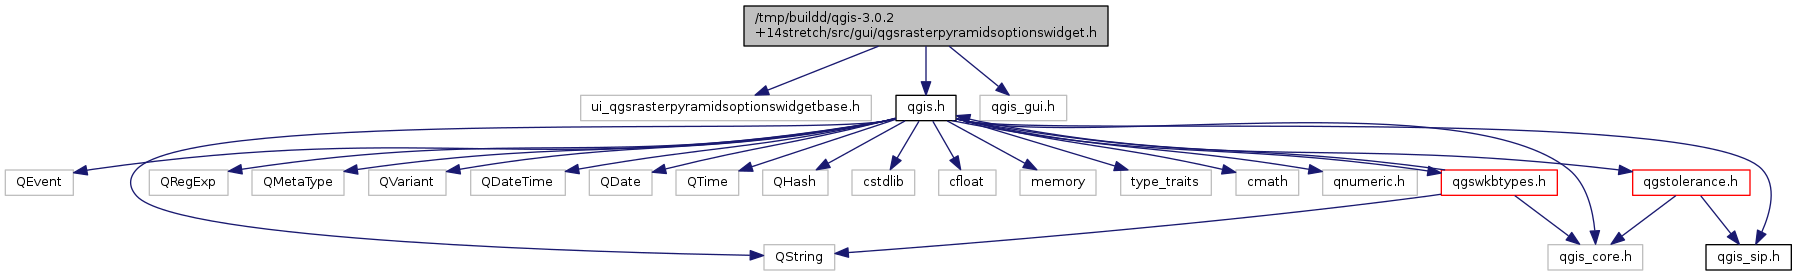 /tmp/buildd/qgis-3.0.2
+14stretch/src/gui/qgsrasterpyramidsoptionswidget.h
ui_qgsrasterpyramidsoptionswidgetbase.h
qgis.h
qgis_gui.h
QEvent
QRegExp
QMetaType
QVariant
QDateTime
QDate
QTime
QHash
cstdlib
cfloat
memory
type_traits
cmath
qnumeric.h
qgswkbtypes.h
qgstolerance.h
QString
qgis_core.h
qgis_sip.h